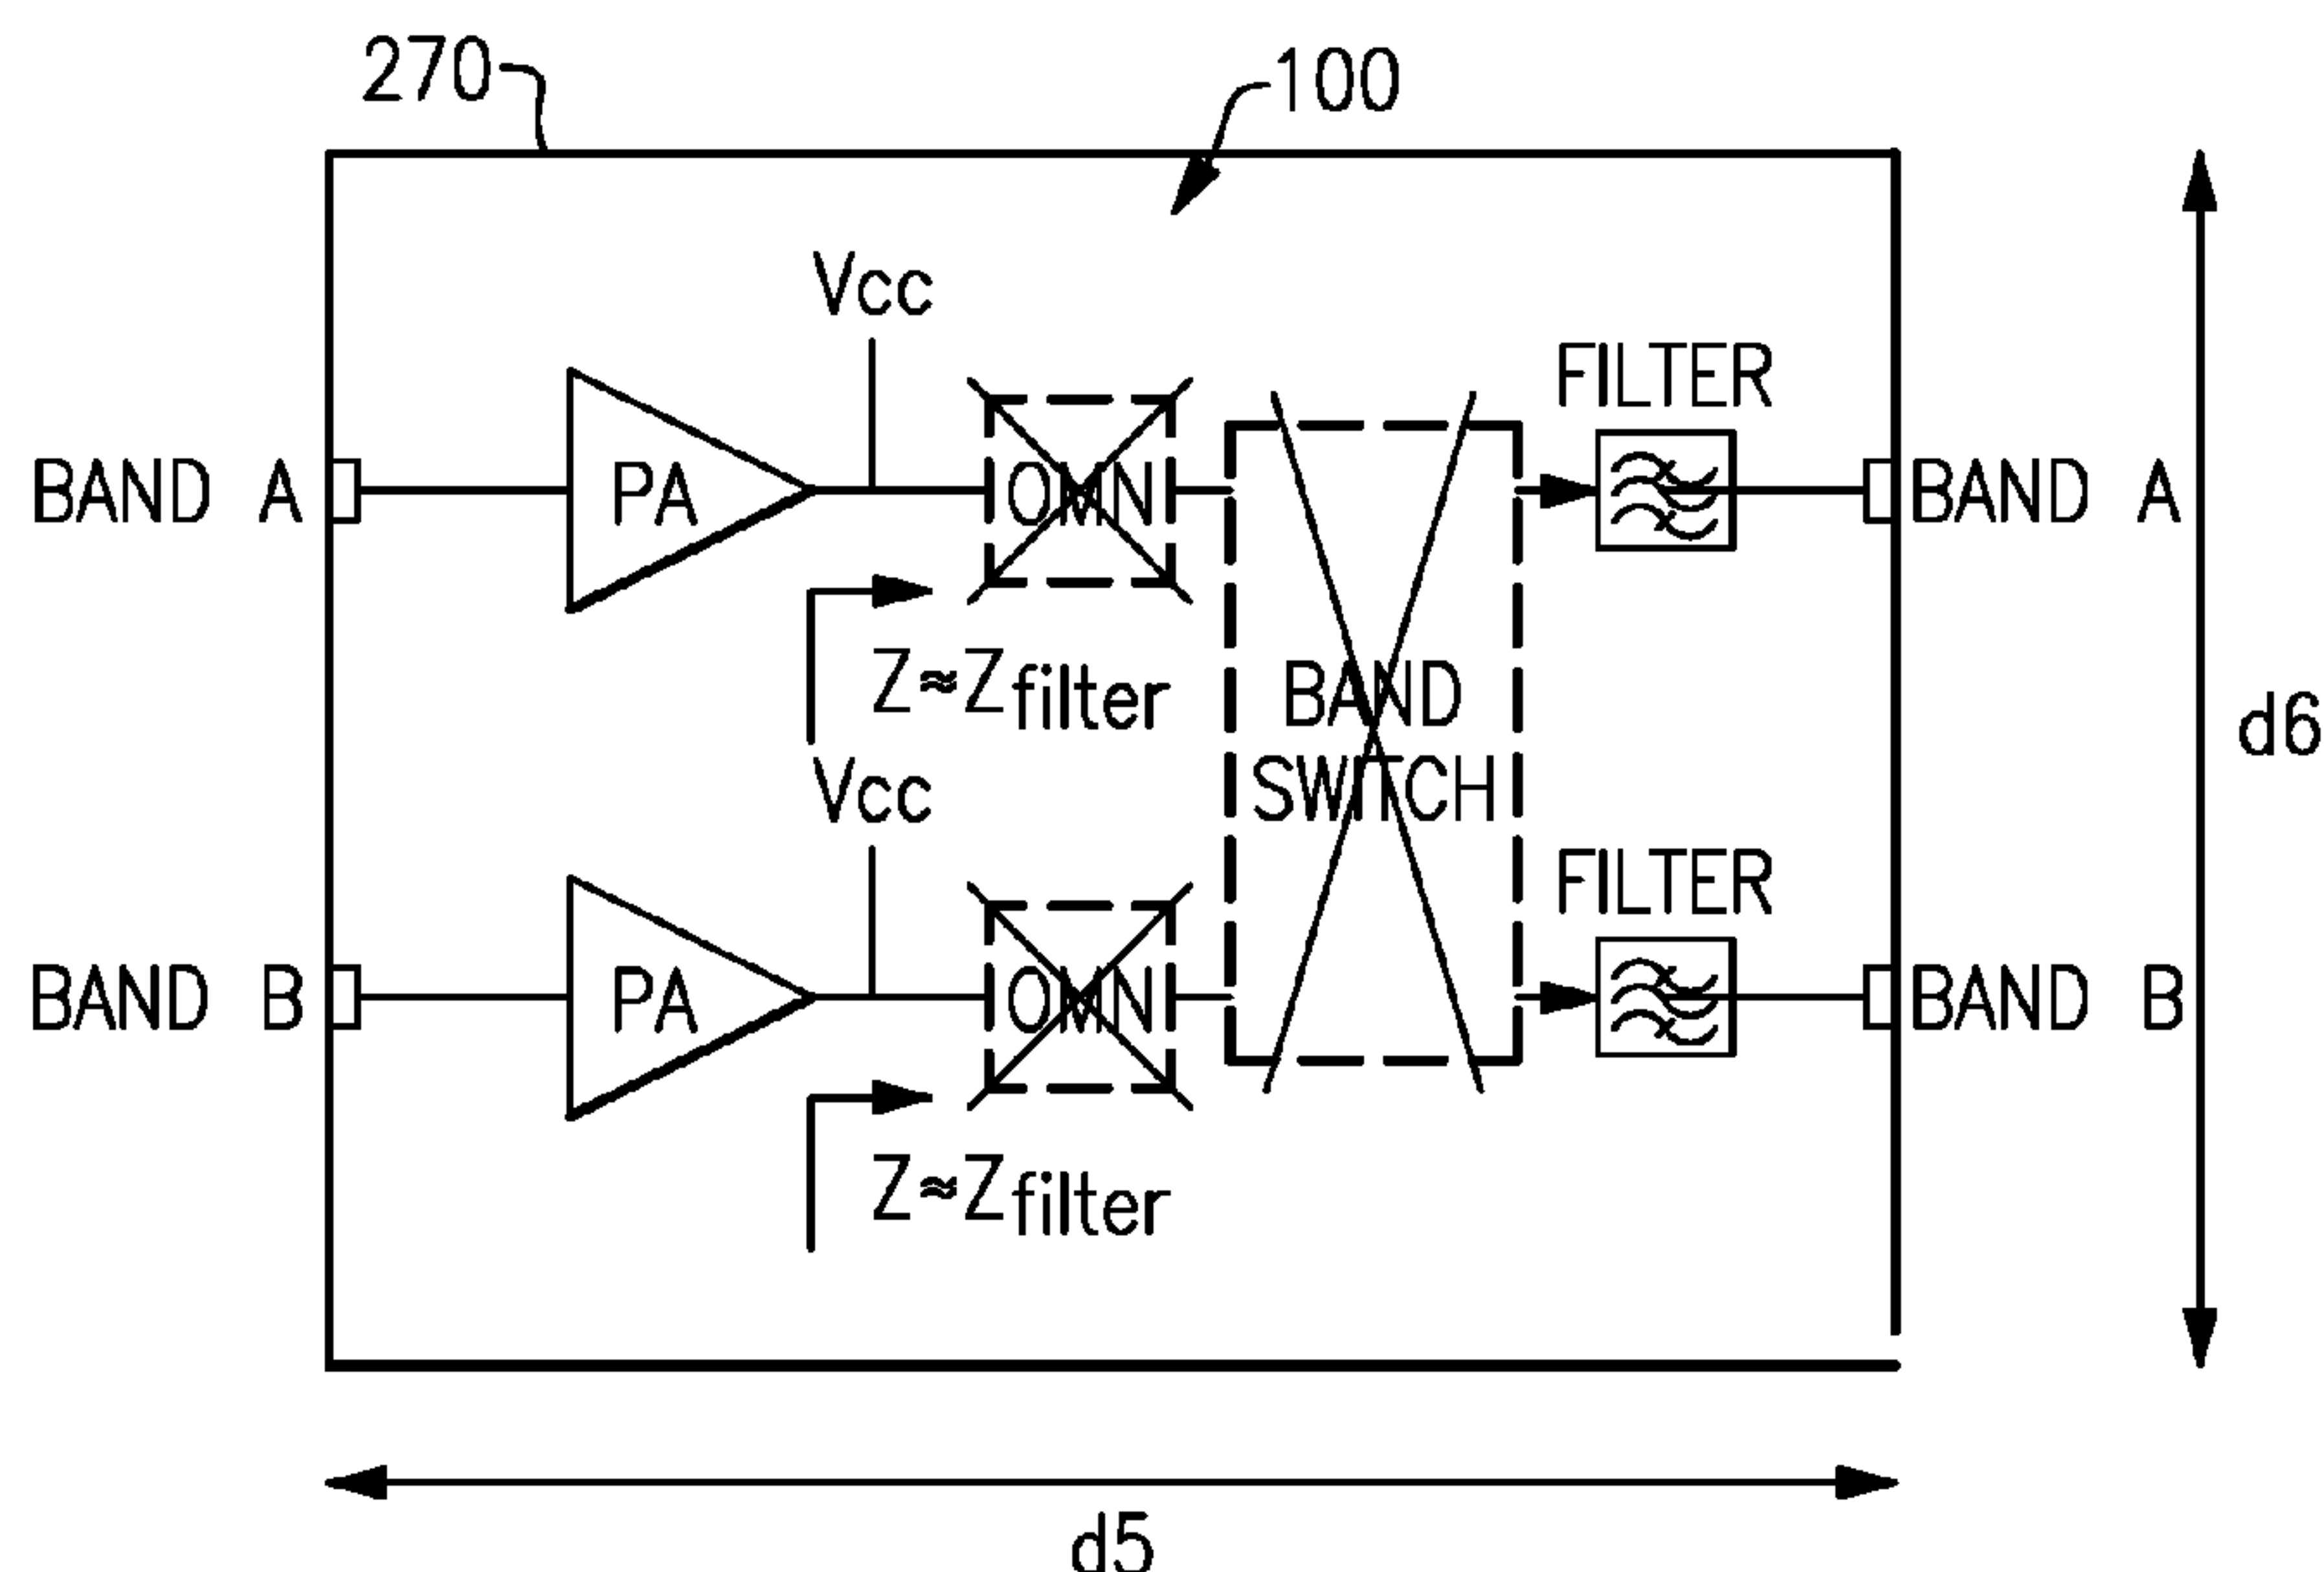 270
100
Vcc
FILTER
BAND A
PA
OMN
BAND A
Z≈Zfilter
BAND
SWITCH
d6
Vcc
FILTER
BAND B
PA
OMN
BAND B
Z≈Zfilter
d5